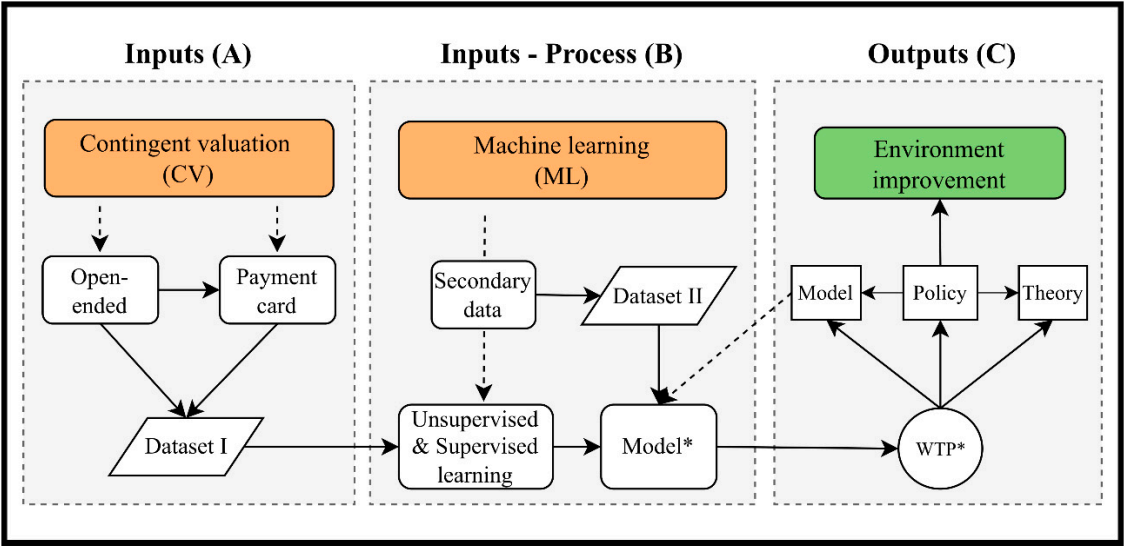 Inputs (A)
Inputs - Process (B)
Outputs (C)
Contingent valuation
(CV)
Machine learning
(ML)
Environment
improvement
Open-
ended
Payment
card
Secondary
data
Dataset II
Model
Policy
Theory
Dataset I
Unsupervised
& Supervised
learning
Model*
WTP*